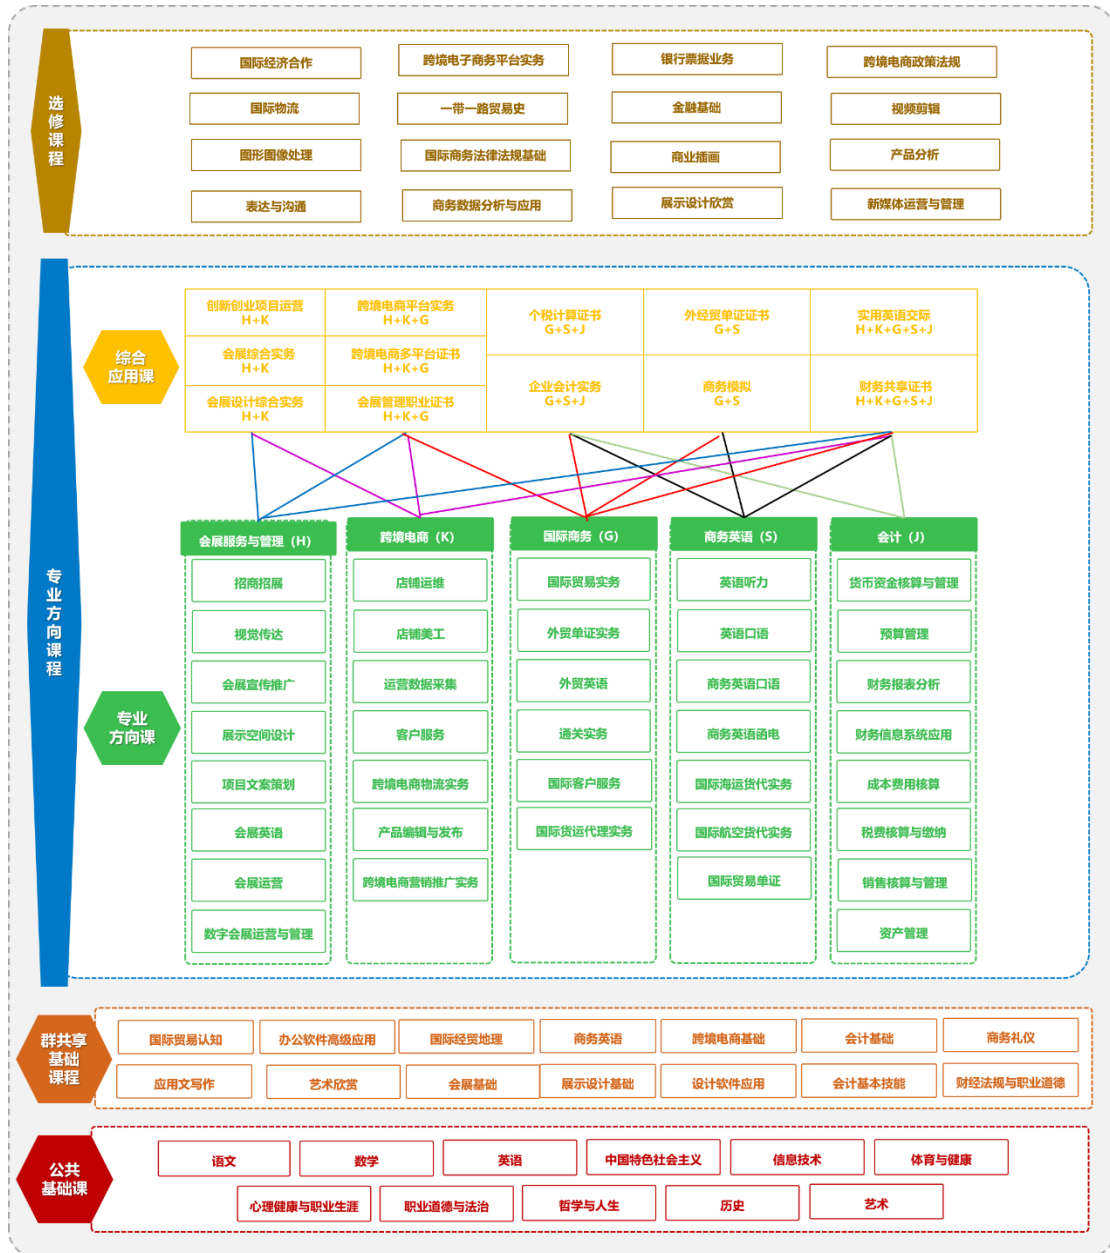 选修课程
国际经济合作
跨境电子商务平台实务
银行票据业务
跨境电商政策法规
国际物流
一带一路贸易史
金融基础
视频剪辑
图形图像处理
国际商务法律法规基础
商业插画
产品分析
表达与沟通
商务数据分析与应用
展示设计欣赏
新媒体运营与管理
专业方向课程
综合
应用课
创新创业项目运营
H+K
会展综合实务
H+K
会展设计综合实务
H+K
跨境电商平台实务
H+K+G
跨境电商多平台证书
H+K+G
会展管理职业证书
H+K+G
个税计算证书
G+S+J
企业会计实务
G+S+J
外经贸单证证书
G+S
商务模拟
G+S
实用英语交际
H+K+G+S+J
财务共享证书
H+K+G+S+J
专业
方向课
会展服务与管理（H）
招商招展
视觉传达
会展宣传推广
展示空间设计
项目文案策划
会展英语
会展运营
数字会展运营与管理
跨境电商（K）
店铺运维
店铺美工
运营数据采集
客户服务
跨境电商物流实务
产品编辑与发布
跨境电商营销推广实务
国际商务（G）
国际贸易实务
外贸单证实务
外贸英语
通关实务
国际客户服务
国际货运代理实务
商务英语（S）
英语听力
英语口语
商务英语口语
商务英语函电
国际海运货代实务
国际航空货代实务
国际贸易单证
会计（J）
货币资金核算与管理
预算管理
财务报表分析
财务信息系统应用
成本费用核算
税费核算与缴纳
销售核算与管理
资产管理
群共享
基础
课程
国际贸易认知
办公软件高级应用
国际经贸地理
商务英语
跨境电商基础
会计基础
商务礼仪
应用文写作
艺术欣赏
会展基础
展示设计基础
设计软件应用
会计基本技能
财经法规与职业道德
公共
基础课
语文
数学
英语
中国特色社会主义
信息技术
体育与健康
心理健康与职业生涯
职业道德与法治
哲学与人生
历史
艺术